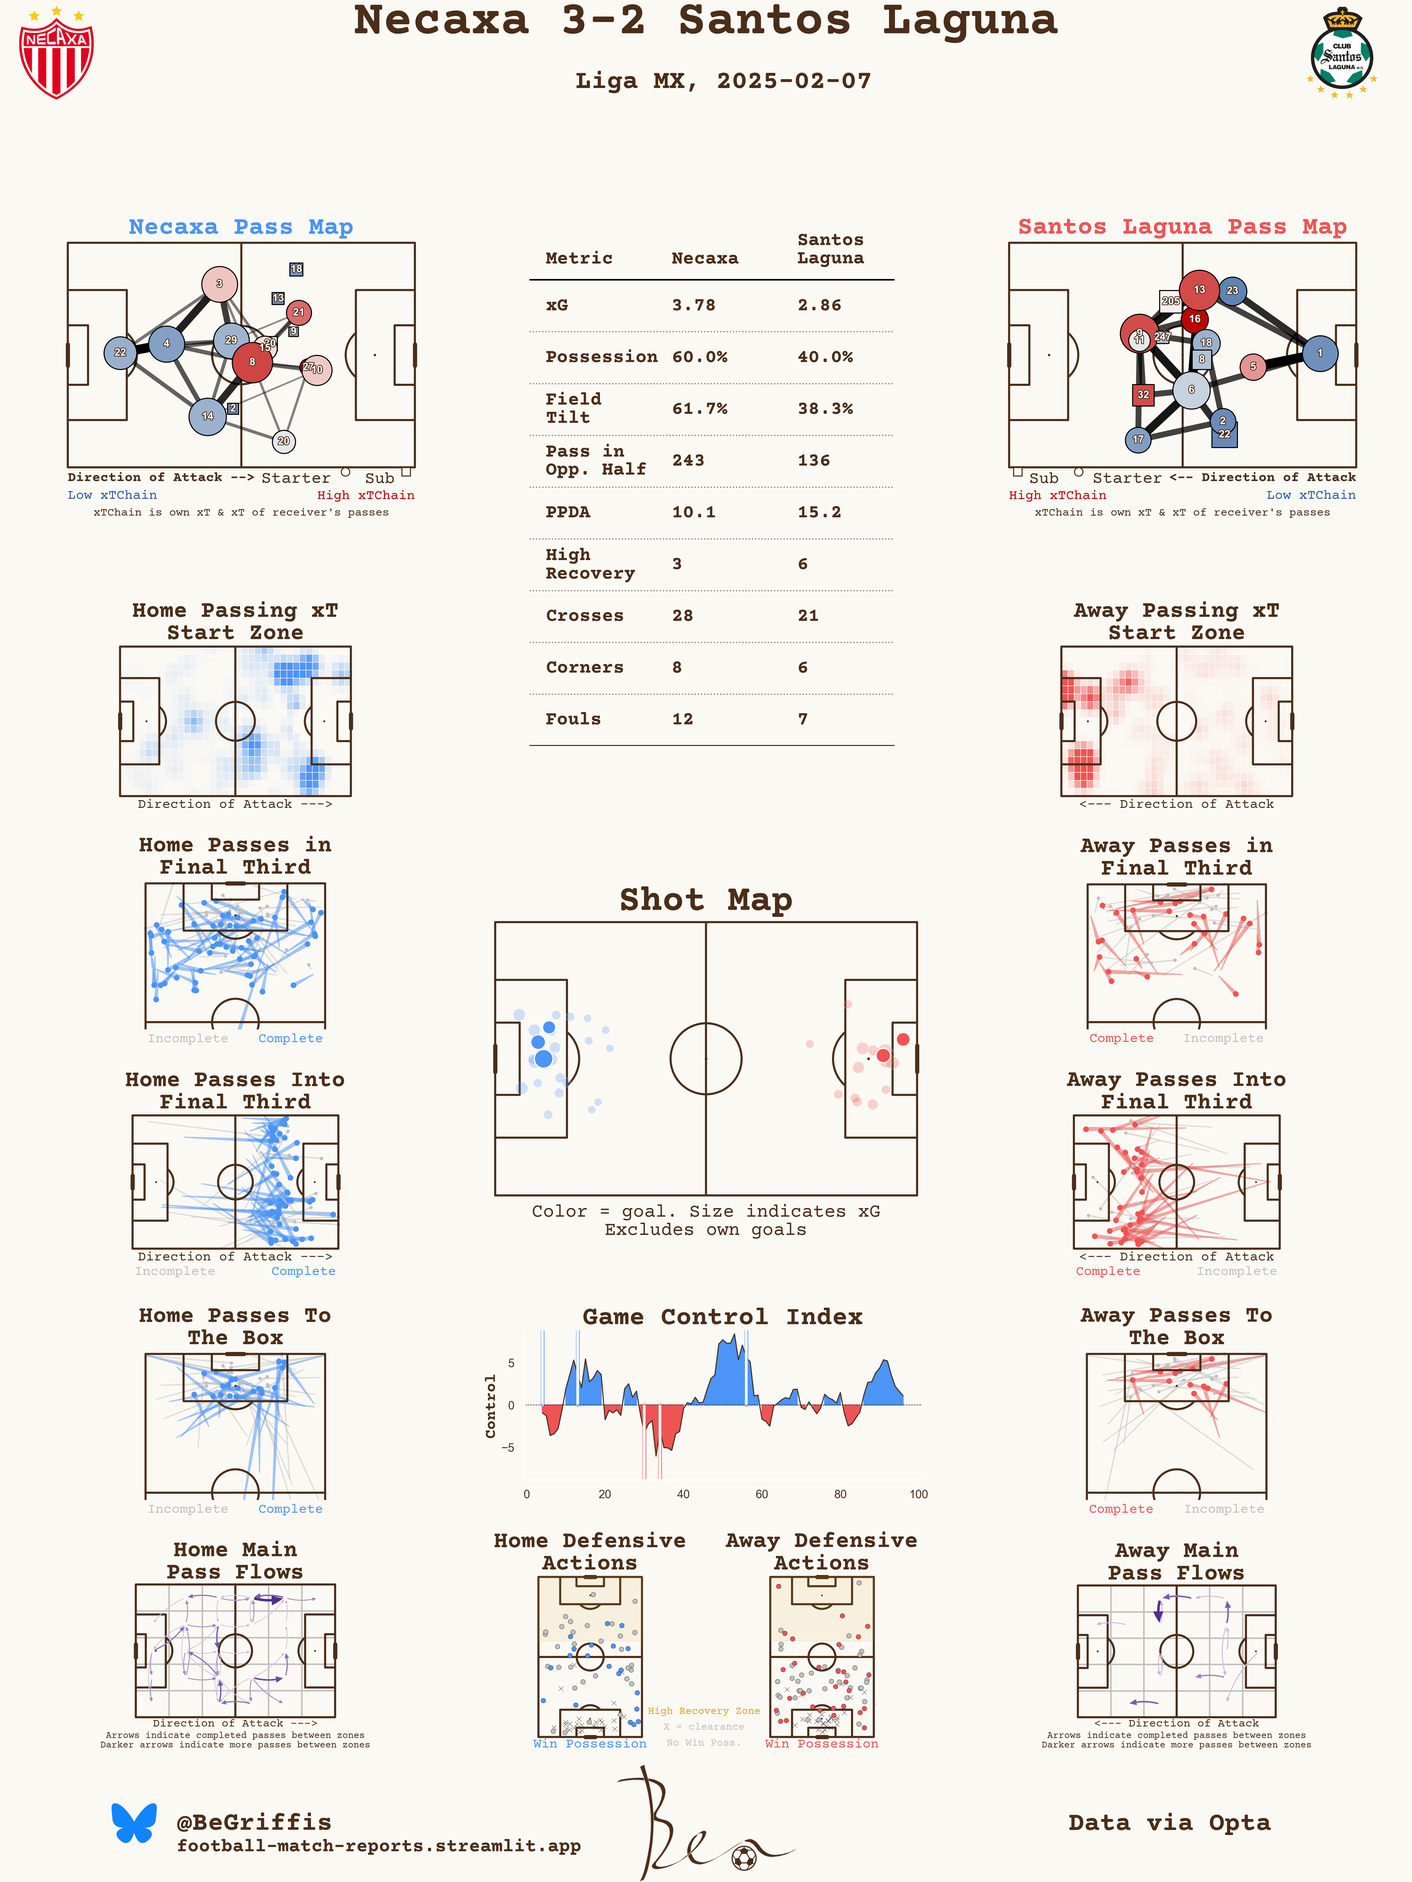 Necaxa 3-2 Santos Laguna
Liga MX, 2025-02-07
NECAXA
CLUB
Santos
LAGUNA
Necaxa Pass Map
18
3
13
21
9
22
4
29
15
20
8
27
10
14
2
20
Direction of Attack --> Starter Sub
Low xTChain High xTChain
xTChain is own xT & xT of receiver's passes
Metric Necaxa Santos Laguna
xG 3.78 2.86
Possession 60.0% 40.0%
Field Tilt 61.7% 38.3%
Pass in Opp. Half 243 136
PPDA 10.1 15.2
High Recovery 3 6
Crosses 28 21
Corners 8 6
Fouls 12 7
Santos Laguna Pass Map
13
23
205
16
9
11
247
18
8
1
5
6
32
2
22
17
Sub Starter <-- Direction of Attack
High xTChain Low xTChain
xTChain is own xT & xT of receiver's passes
Home Passing xT
Start Zone
Direction of Attack --->
Away Passing xT
Start Zone
<--- Direction of Attack
Home Passes in
Final Third
Incomplete Complete
Away Passes in
Final Third
Complete Incomplete
Shot Map
Color = goal. Size indicates xG
Excludes own goals
Home Passes Into
Final Third
Direction of Attack --->
Incomplete Complete
Away Passes Into
Final Third
<--- Direction of Attack
Complete Incomplete
Home Passes To
The Box
Incomplete Complete
Game Control Index
Control
5
0
−5
0 20 40 60 80 100
Away Passes To
The Box
Complete Incomplete
Home Main
Pass Flows
Direction of Attack --->
Arrows indicate completed passes between zones
Darker arrows indicate more passes between zones
Home Defensive
Actions
Win Possession
Away Defensive
Actions
Win Possession
High Recovery Zone
X = clearance
No Win Poss.
Away Main
Pass Flows
<--- Direction of Attack
Arrows indicate completed passes between zones
Darker arrows indicate more passes between zones
@BeGriffis
football-match-reports.streamlit.app
Ben
Data via Opta